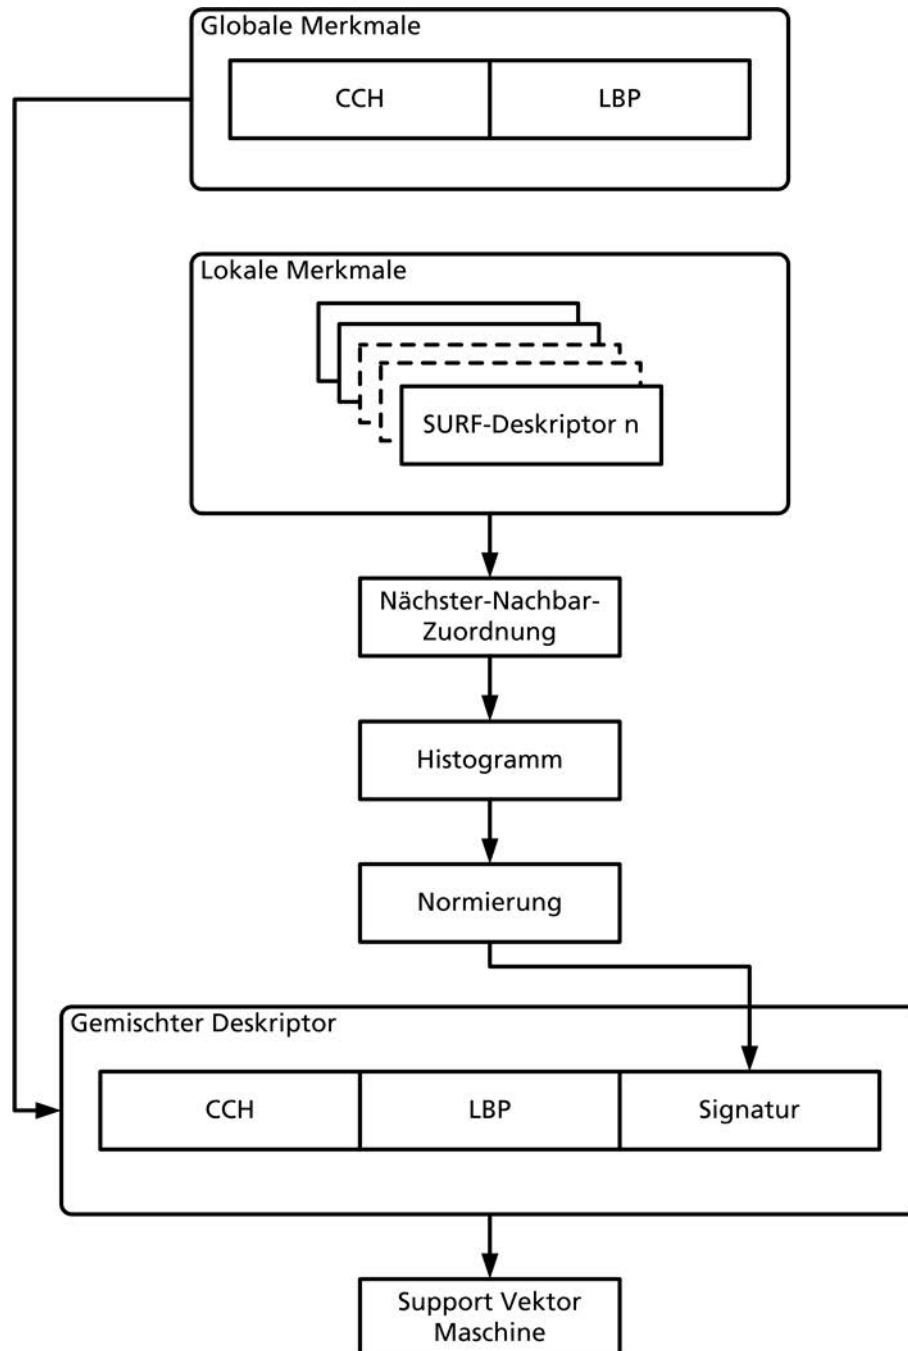 Globale Merkmale
CCH
LBP
Lokale Merkmale
SURF-Deskriptor n
Nächster-Nachbar-
Zuordnung
Histogramm
Normierung
Gemischter Deskriptor
CCH
LBP
Signatur
Support Vektor
Maschine